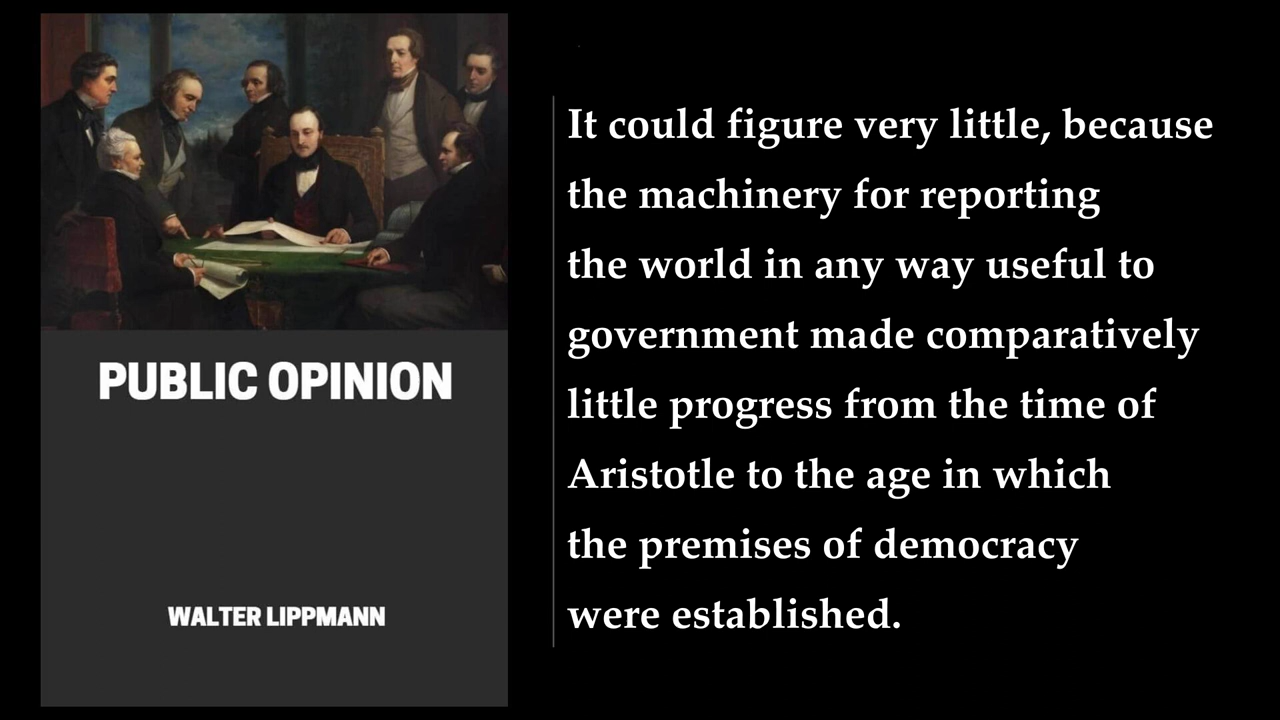 PUBLIC OPINION
WALTER LIPPMANN
It could figure very little, because
the machinery for reporting
the world in any way useful to
government made comparatively
little progress from the time of
Aristotle to the age in which
the premises of democracy
were established.